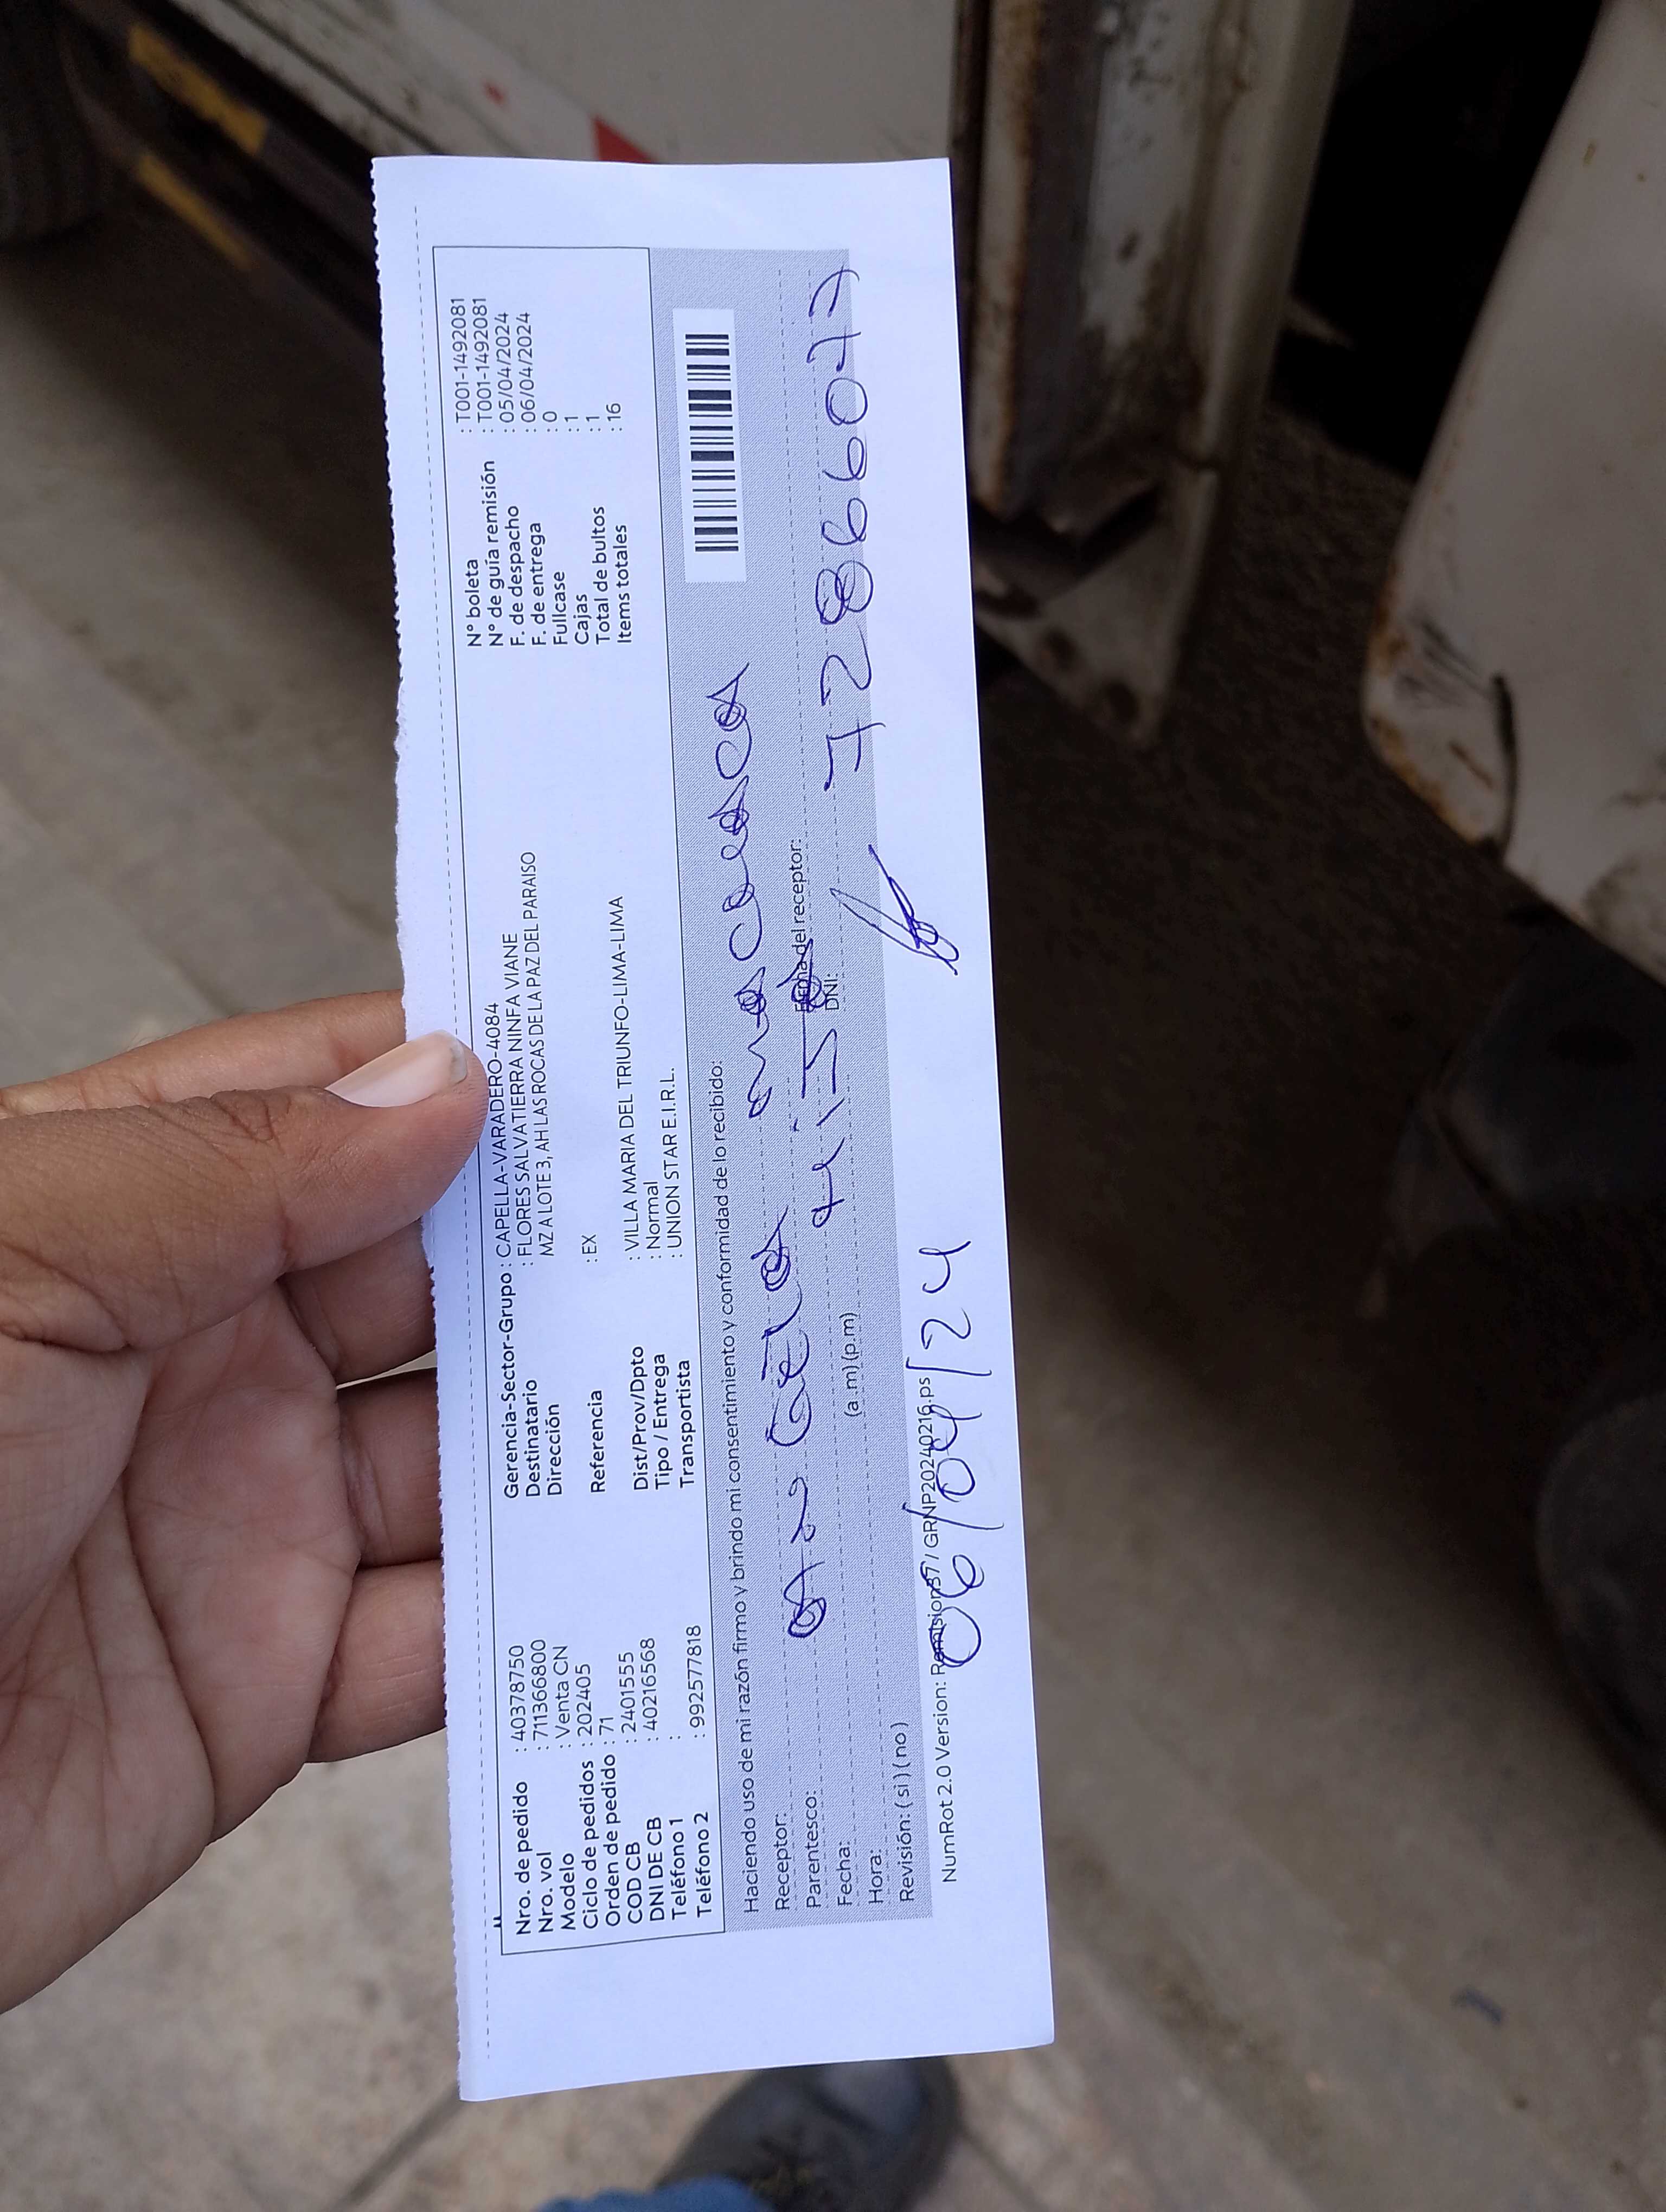 Nro. de pedido : 40378750
Nro. vol : 711366800
Modelo : Venta CN
Ciclo de pedidos : 202405
Orden de pedido : 71
COD CB : 2401555
DNI DE CB : 40216568
Teléfono 1 :
Teléfono 2 : 992577818
Gerencia-Sector-Grupo : CAPELLA-VARADERO-4084
Destinatario : FLORES SALVATIERRA NINFA VIANE
Dirección MZ A LOTE 3, AH LAS ROCAS DE LA PAZ DEL PARAISO
Referencia : EX
Dist/Prov/Dpto : VILLA MARIA DEL TRIUNFO-LIMA-LIMA
Tipo / Entrega : Normal
Transportista : UNION STAR E.I.R.L.
N° boleta : T001-1492081
N° de guía remisión : T001-1492081
F. de despacho : 05/04/2024
F. de entrega : 06/04/2024
Fullcase : 0
Cajas : 1
Total de bultos : 1
Items totales : 16
Haciendo uso de mi razón firmo y brindo mi consentimiento y conformidad de lo recibido:
Receptor:
Parentesco: Firma del receptor:
Fecha: DNI: 72866077
Hora: (a.m) (p.m)
Revisión: ( si ) ( no )
06/04/24
NumRot 2.0 Version: Remision37 / GRNP20240216.ps